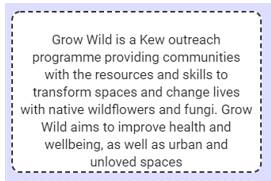 Grow Wild is a Kew outreach
programme providing communities
with the resources and skills to
transform spaces and change lives
with native wildflowers and fungi. Grow
Wild aims to improve health and
wellbeing, as well as urban and
unloved spaces